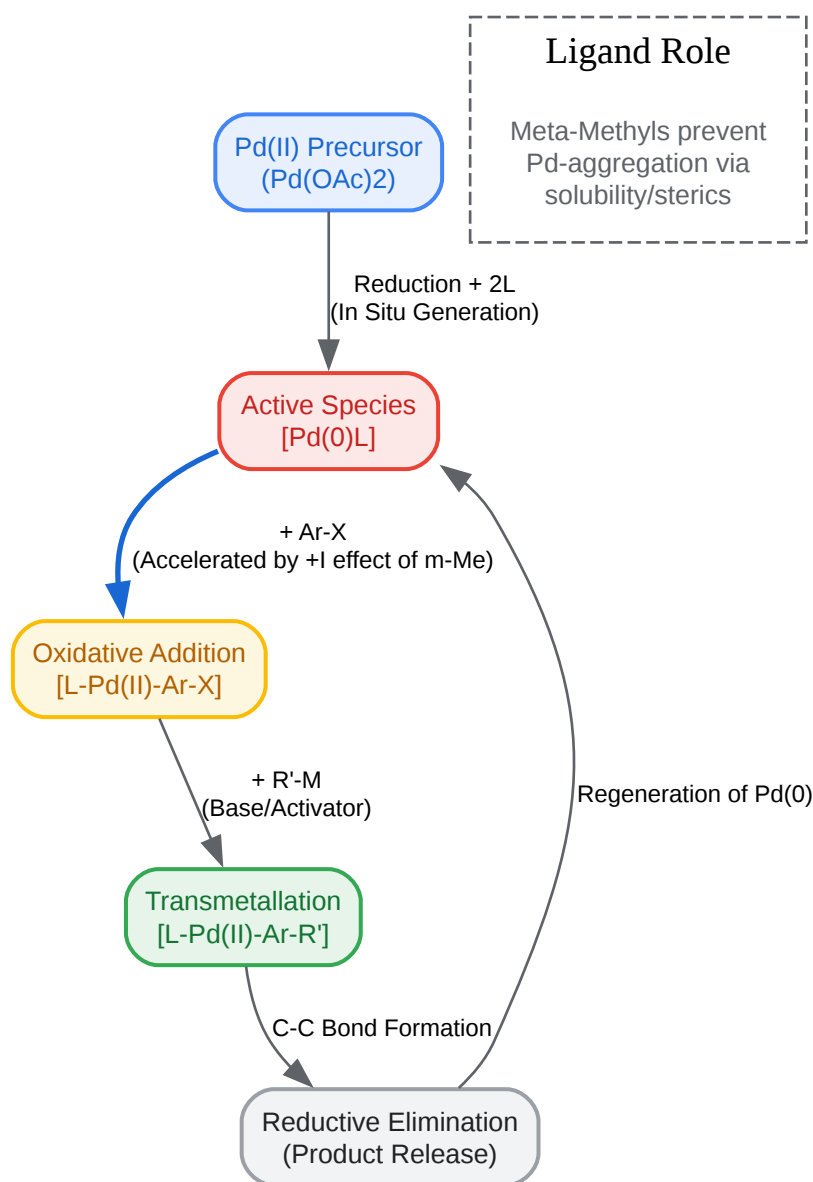 Ligand Role
Meta-Methyls prevent
Pd-aggregation via
solubility/sterics
Pd(II) Precursor
(Pd(OAc)2)
Reduction + 2L
(In Situ Generation)
Active Species
[Pd(0)L]
+ Ar-X
(Accelerated by +I effect of m-Me)
Oxidative Addition
[L-Pd(II)-Ar-X]
+ R'-M
(Base/Activator)
Regeneration of Pd(0)
Transmetallation
[L-Pd(II)-Ar-R']
C-C Bond Formation
Reductive Elimination
(Product Release)